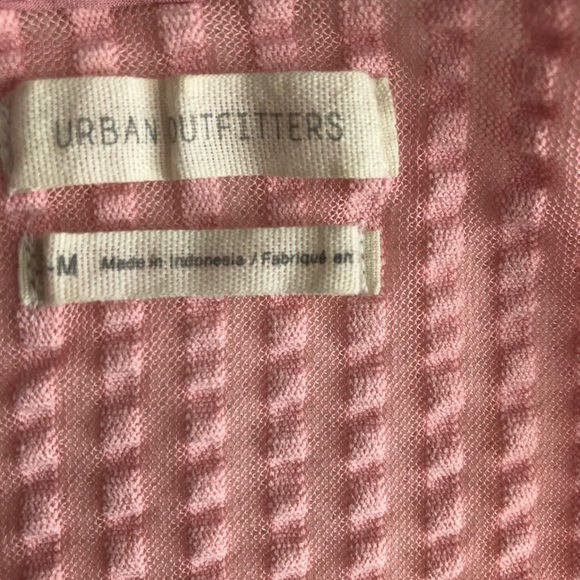 URBAN OUTFITTERS
M Made in Indonesia / Fabriqué en